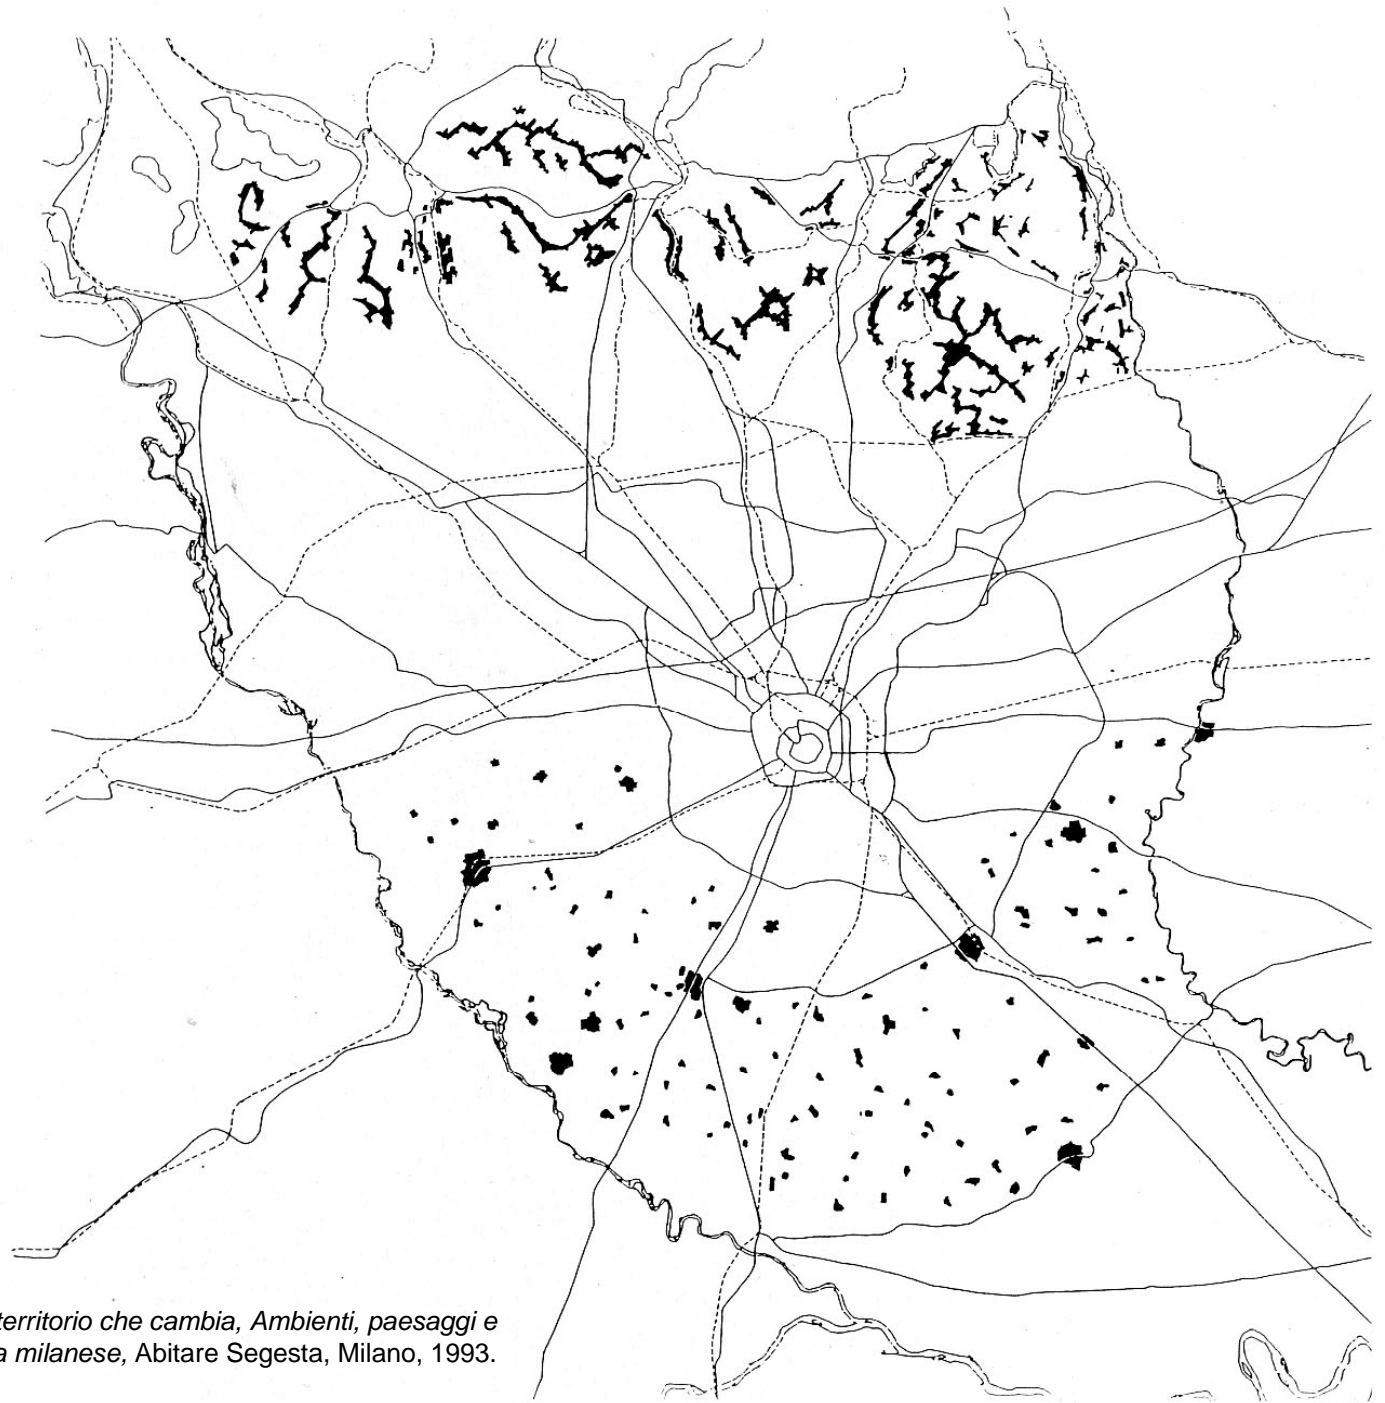 territorio che cambia, Ambienti, paesaggi e
a milanese, Abitare Segesta, Milano, 1993.